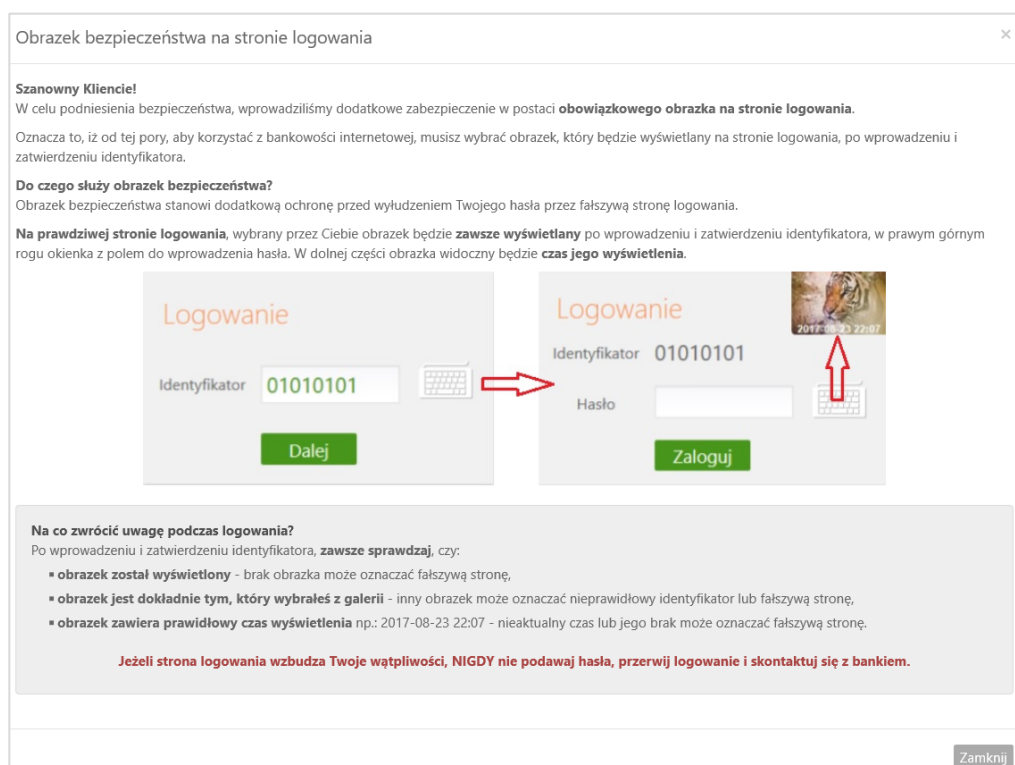 Obrazek bezpieczeństwa na stronie logowania
×
Szanowny Kliencie!
W celu podniesienia bezpieczeństwa, wprowadziliśmy dodatkowe zabezpieczenie w postaci obowiązkowego obrazka na stronie logowania.
Oznacza to, iż od tej pory, aby korzystać z bankowości internetowej, musisz wybrać obrazek, który będzie wyświetlany na stronie logowania, po wprowadzeniu i
zatwierdzeniu identyfikatora.
Do czego służy obrazek bezpieczeństwa?
Obrazek bezpieczeństwa stanowi dodatkową ochronę przed wyłudzeniem Twojego hasła przez fałszywą stronę logowania.
Na prawdziwej stronie logowania, wybrany przez Ciebie obrazek będzie zawsze wyświetlany po wprowadzeniu i zatwierdzeniu identyfikatora, w prawym górnym
rogu okienka z polem do wprowadzenia hasła. W dolnej części obrazka widoczny będzie czas jego wyświetlenia.
Logowanie
Identyfikator 01010101
Dalej
Logowanie
2017-08-23 22:07
Identyfikator 01010101
Hasło
Zaloguj
Na co zwrócić uwagę podczas logowania?
Po wprowadzeniu i zatwierdzeniu identyfikatora, zawsze sprawdzaj, czy:
▪ obrazek został wyświetlony - brak obrazka może oznaczać fałszywą stronę,
▪ obrazek jest dokładnie tym, który wybrałeś z galerii - inny obrazek może oznaczać nieprawidłowy identyfikator lub fałszywą stronę,
▪ obrazek zawiera prawidłowy czas wyświetlenia np.: 2017-08-23 22:07 - nieaktualny czas lub jego brak może oznaczać fałszywą stronę.
Jeżeli strona logowania wzbudza Twoje wątpliwości, NIGDY nie podawaj hasła, przerwij logowanie i skontaktuj się z bankiem.
Zamknij